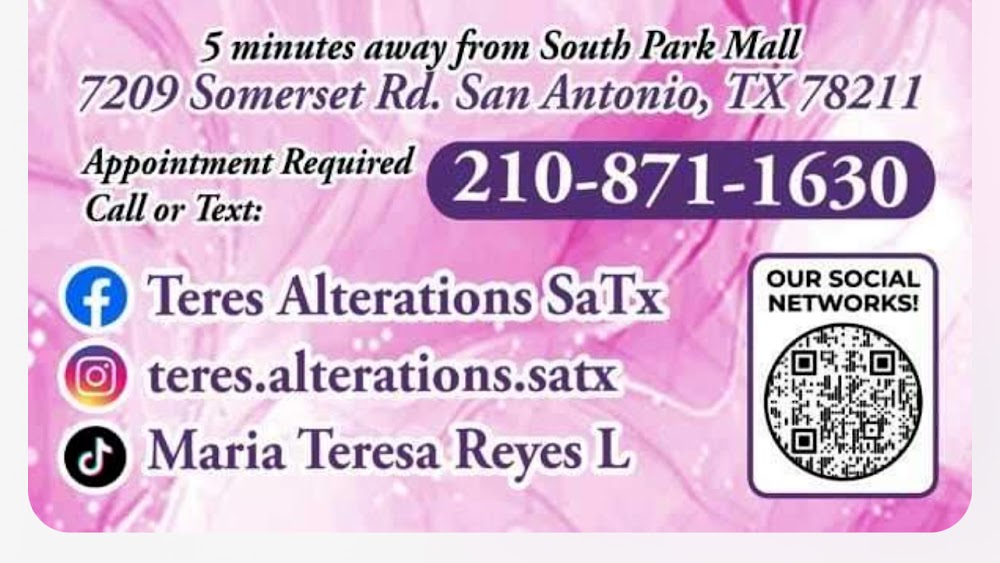 5 minutes away from South Park Mall
7209 Somerset Rd. San Antonio, TX 78211
Appointment Required
Call or Text:
210-871-1630
Teres Alterations SaTx
teres.alterations.satx
Maria Teresa Reyes L
OUR SOCIAL
NETWORKS!